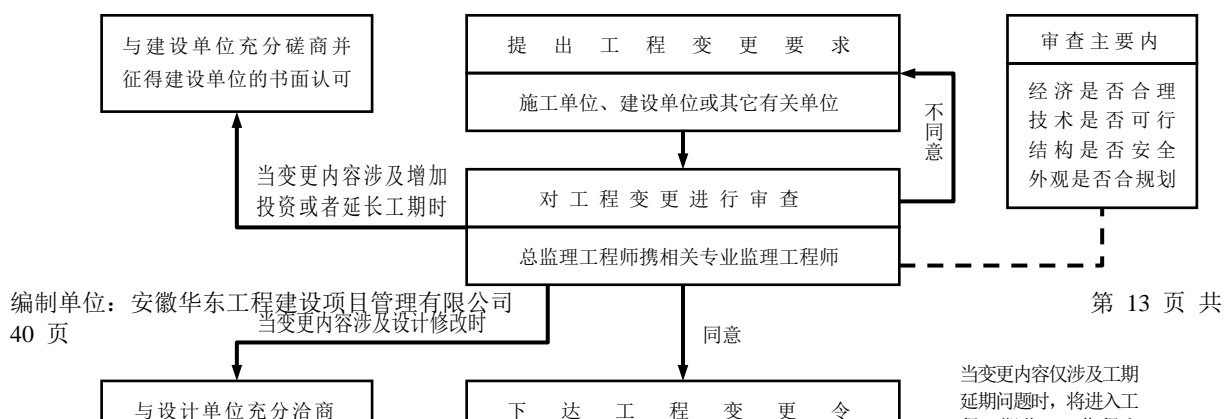 与建设单位充分磋商并
征得建设单位的书面认可
提出工程变更要求
施工单位、建设单位或其它有关单位
审查主要内
经济是否合理
技术是否可行
结构是否安全
外观是否合规划
不同意
当变更内容涉及增加
投资或者延长工期时
对工程变更进行审查
总监理工程师携相关专业监理工程师
编制单位：安徽华东工程建设项目管理有限公司
第 13 页 共
40 页
当变更内容涉及设计修改时
同意
与设计单位充分洽商
下达工程变更令
当变更内容仅涉及工期
延期问题时，将进入工